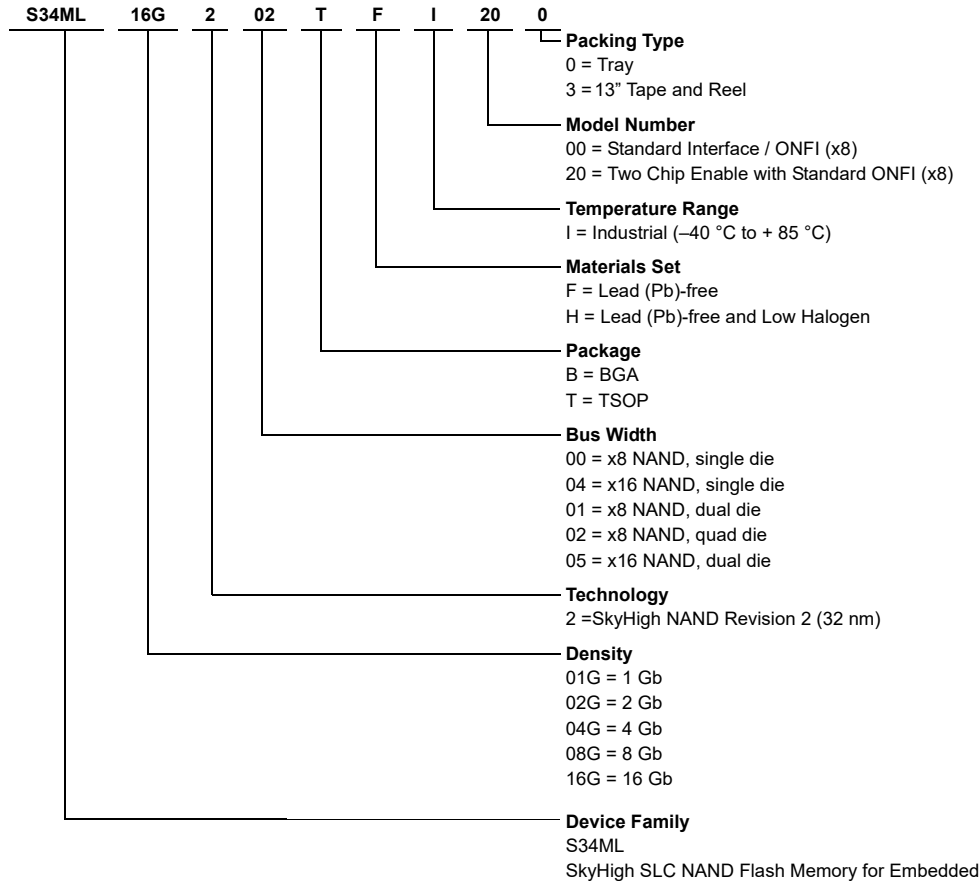 S34ML 16G 2 02 T F I 20 0
Packing Type
0 = Tray
3 =13” Tape and Reel
Model Number
00 = Standard Interface / ONFI (x8)
20 = Two Chip Enable with Standard ONFI (x8)
Temperature Range
I = Industrial (–40 °C to + 85 °C)
Materials Set
F = Lead (Pb)-free
H = Lead (Pb)-free and Low Halogen
Package
B = BGA
T = TSOP
Bus Width
00 = x8 NAND, single die
04 = x16 NAND, single die
01 = x8 NAND, dual die
02 = x8 NAND, quad die
05 = x16 NAND, dual die
Technology
2 =SkyHigh NAND Revision 2 (32 nm)
Density
01G = 1 Gb
02G = 2 Gb
04G = 4 Gb
08G = 8 Gb
16G = 16 Gb
Device Family
S34ML
SkyHigh SLC NAND Flash Memory for Embedded